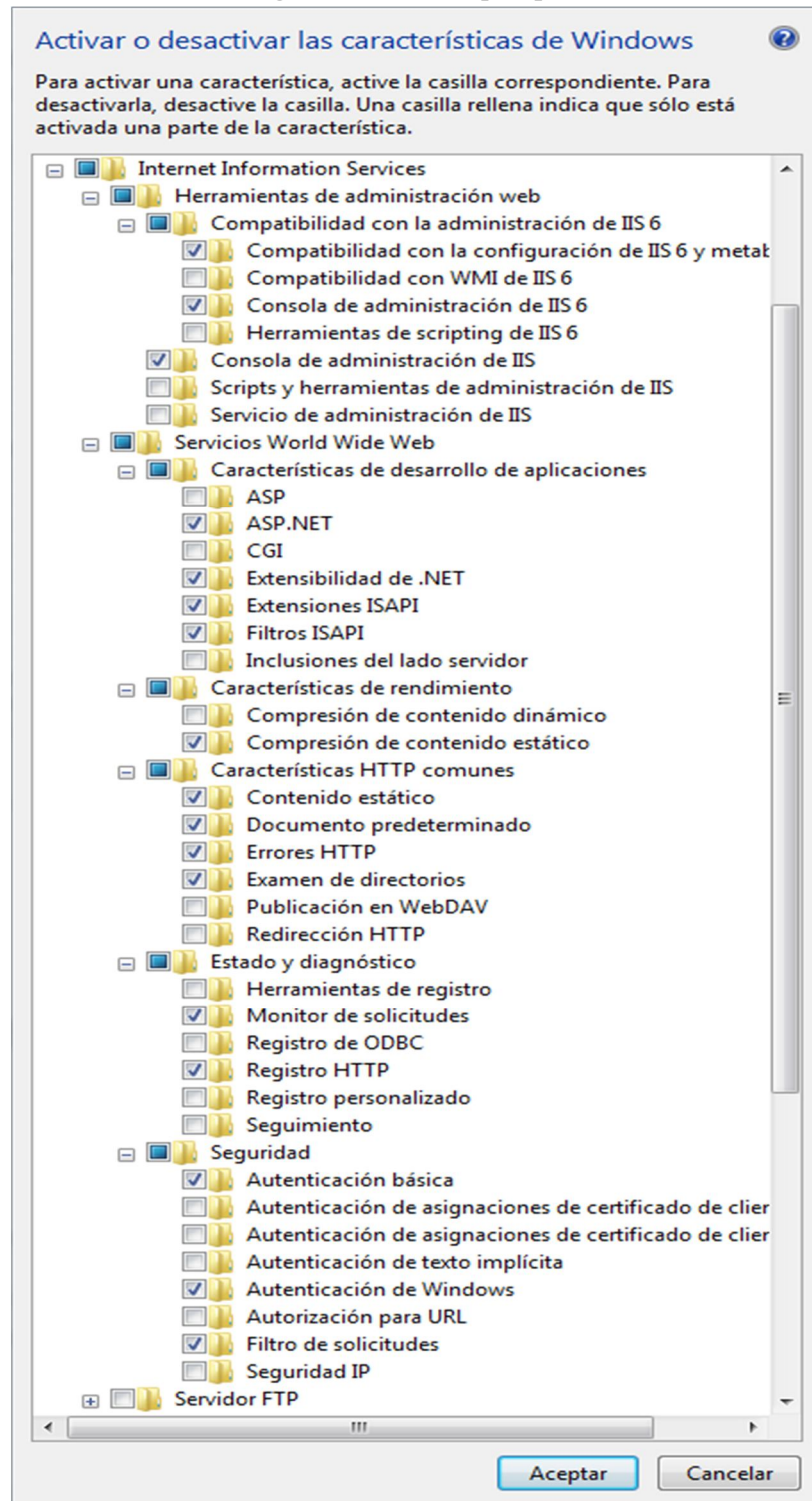 Activar o desactivar las características de Windows
Para activar una característica, active la casilla correspondiente. Para
desactivarla, desactive la casilla. Una casilla rellena indica que sólo está
activada una parte de la característica.
Internet Information Services
Herramientas de administración web
Compatibilidad con la administración de IIS 6
Compatibilidad con la configuración de IIS 6 y metab
Compatibilidad con WMI de IIS 6
Consola de administración de IIS 6
Herramientas de scripting de IIS 6
Consola de administración de IIS
Scripts y herramientas de administración de IIS
Servicio de administración de IIS
Servicios World Wide Web
Características de desarrollo de aplicaciones
ASP
ASP.NET
CGI
Extensibilidad de .NET
Extensiones ISAPI
Filtros ISAPI
Inclusiones del lado servidor
Características de rendimiento
Compresión de contenido dinámico
Compresión de contenido estático
Características HTTP comunes
Contenido estático
Documento predeterminado
Errores HTTP
Examen de directorios
Publicación en WebDAV
Redirección HTTP
Estado y diagnóstico
Herramientas de registro
Monitor de solicitudes
Registro de ODBC
Registro HTTP
Registro personalizado
Seguimiento
Seguridad
Autenticación básica
Autenticación de asignaciones de certificado de clier
Autenticación de asignaciones de certificado de clier
Autenticación de texto implícita
Autenticación de Windows
Autorización para URL
Filtro de solicitudes
Seguridad IP
Servidor FTP
Aceptar
Cancelar